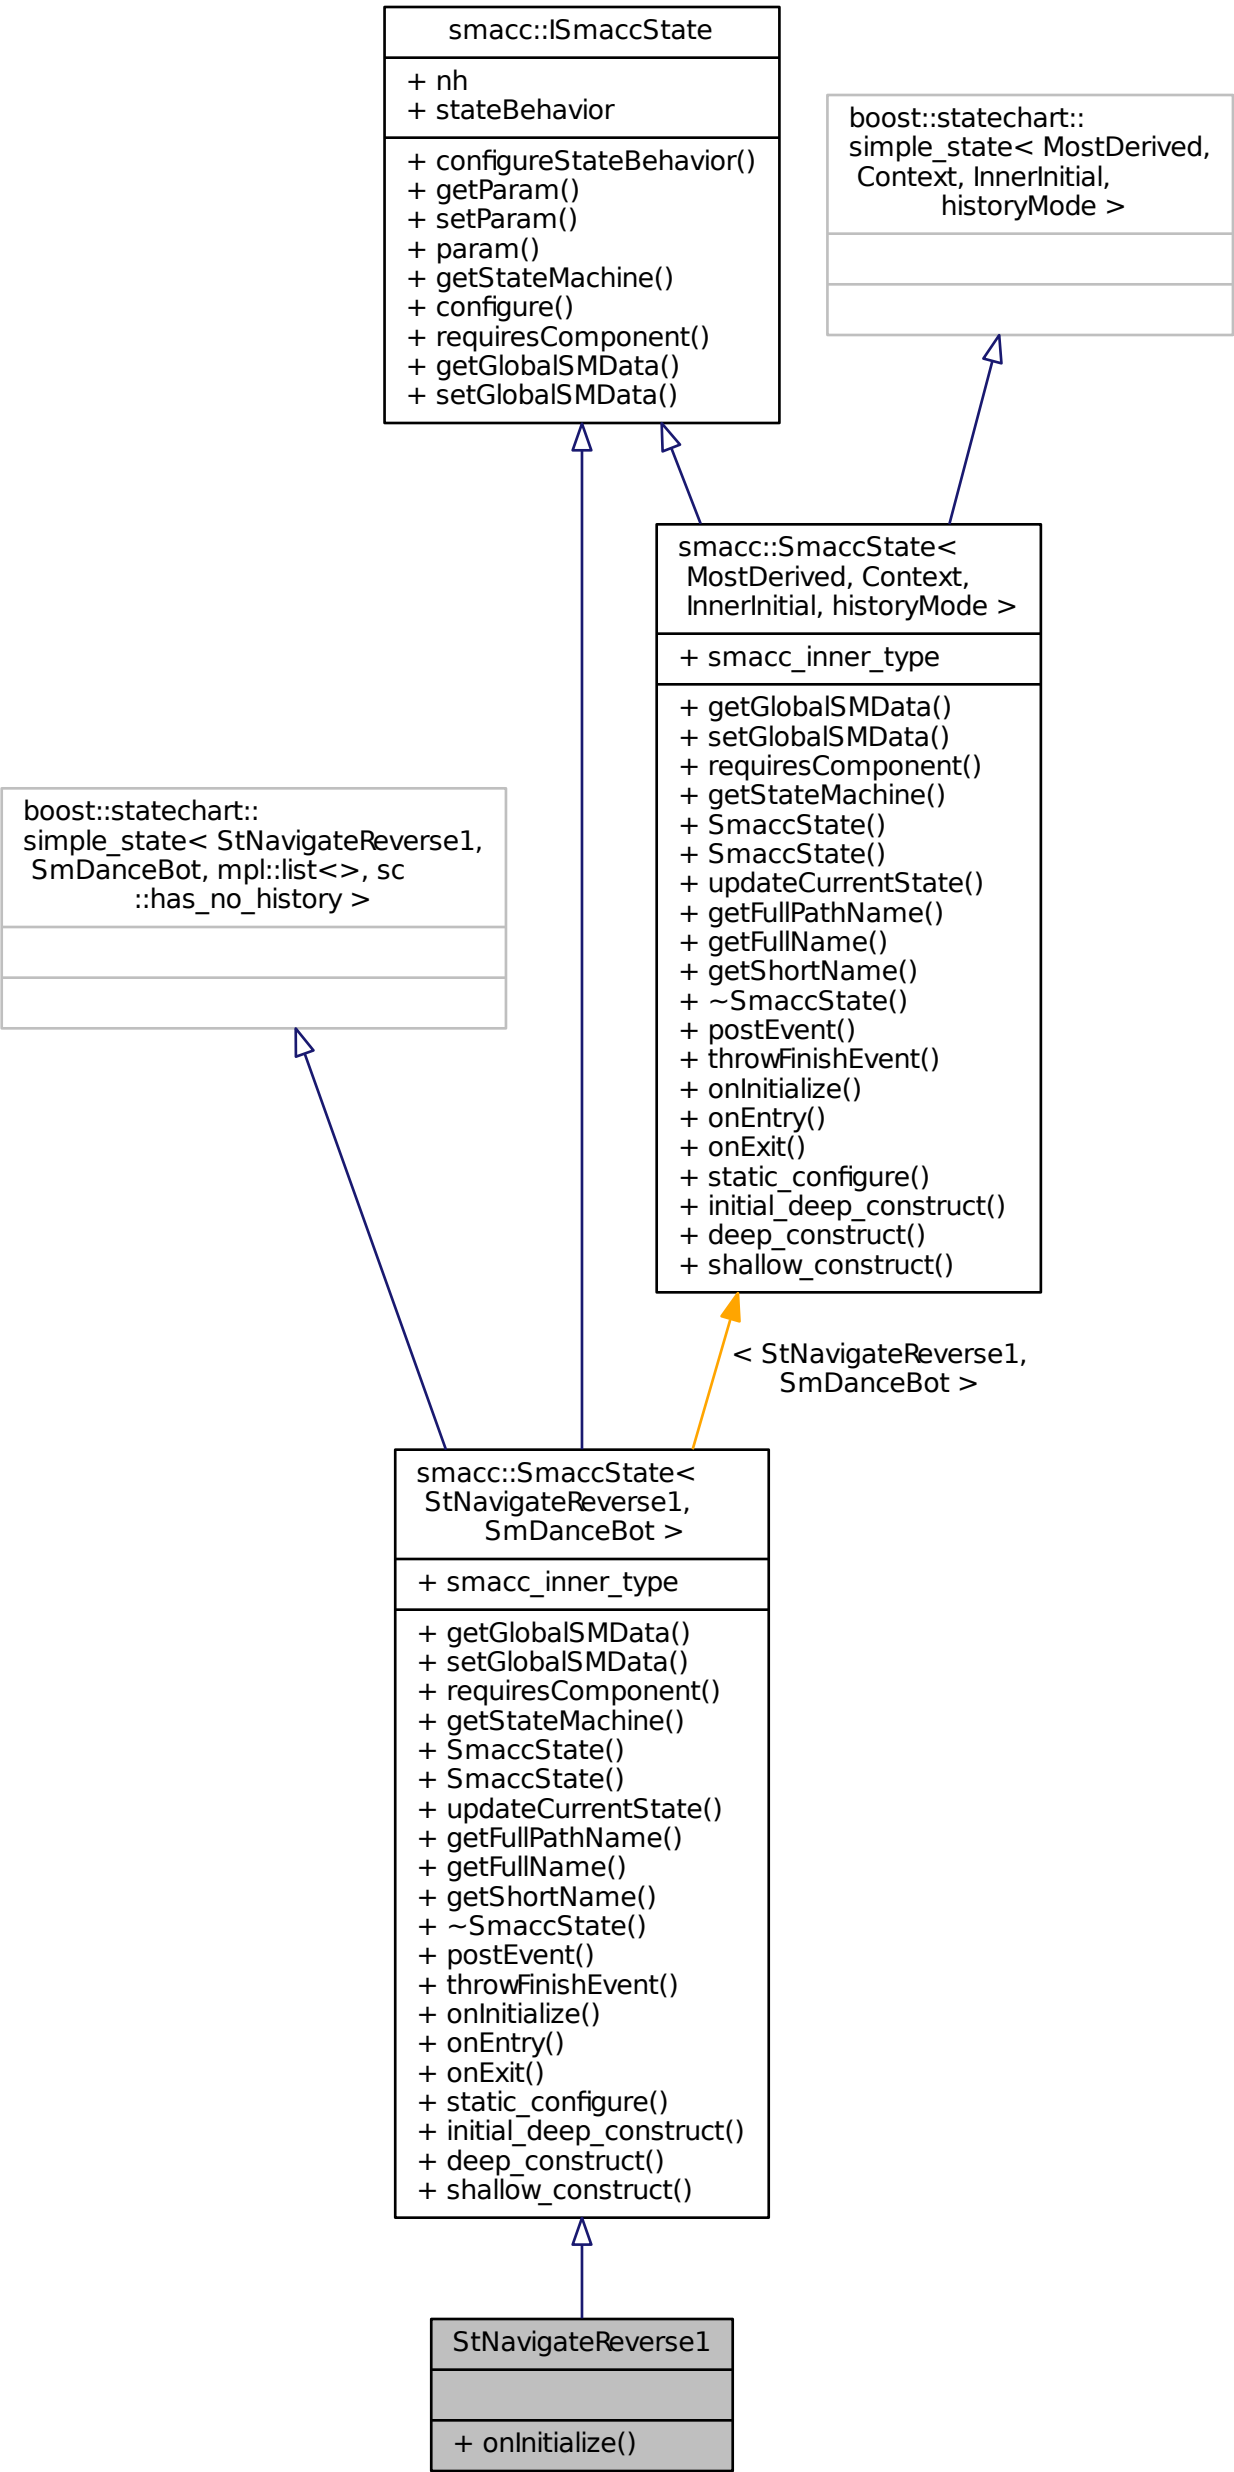 smacc::ISmaccState
+ nh
+ stateBehavior
+ configureStateBehavior()
+ getParam()
+ setParam()
+ param()
+ getStateMachine()
+ configure()
+ requiresComponent()
+ getGlobalSMData()
+ setGlobalSMData()
boost::statechart::
simple_state< MostDerived,
Context, InnerInitial,
historyMode >
smacc::SmaccState<
MostDerived, Context,
InnerInitial, historyMode >
+ smacc_inner_type
+ getGlobalSMData()
+ setGlobalSMData()
+ requiresComponent()
+ getStateMachine()
+ SmaccState()
+ SmaccState()
+ updateCurrentState()
+ getFullPathName()
+ getFullName()
+ getShortName()
+ ~SmaccState()
+ postEvent()
+ throwFinishEvent()
+ onInitialize()
+ onEntry()
+ onExit()
+ static_configure()
+ initial_deep_construct()
+ deep_construct()
+ shallow_construct()
boost::statechart::
simple_state< StNavigateReverse1,
SmDanceBot, mpl::list<>, sc
::has_no_history >
< StNavigateReverse1,
SmDanceBot >
smacc::SmaccState<
StNavigateReverse1,
SmDanceBot >
+ smacc_inner_type
+ getGlobalSMData()
+ setGlobalSMData()
+ requiresComponent()
+ getStateMachine()
+ SmaccState()
+ SmaccState()
+ updateCurrentState()
+ getFullPathName()
+ getFullName()
+ getShortName()
+ ~SmaccState()
+ postEvent()
+ throwFinishEvent()
+ onInitialize()
+ onEntry()
+ onExit()
+ static_configure()
+ initial_deep_construct()
+ deep_construct()
+ shallow_construct()
StNavigateReverse1
+ onInitialize()